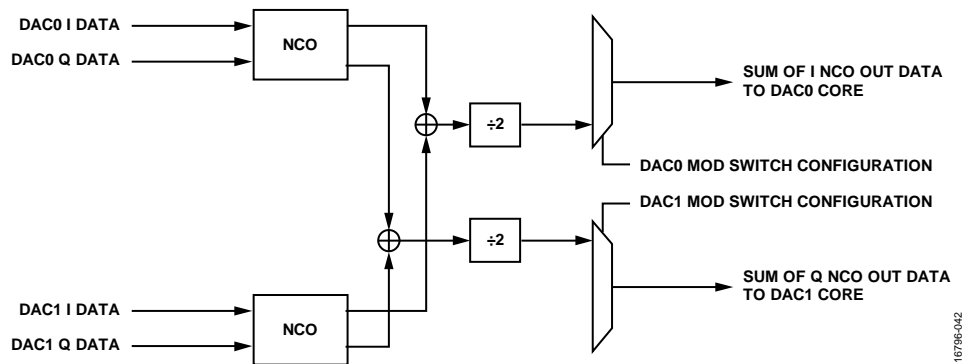 DAC0 I DATA
DAC0 Q DATA
NCO
÷2
SUM OF I NCO OUT DATA
TO DAC0 CORE
DAC0 MOD SWITCH CONFIGURATION
DAC1 MOD SWITCH CONFIGURATION
÷2
SUM OF Q NCO OUT DATA
TO DAC1 CORE
DAC1 I DATA
DAC1 Q DATA
NCO
16796-042